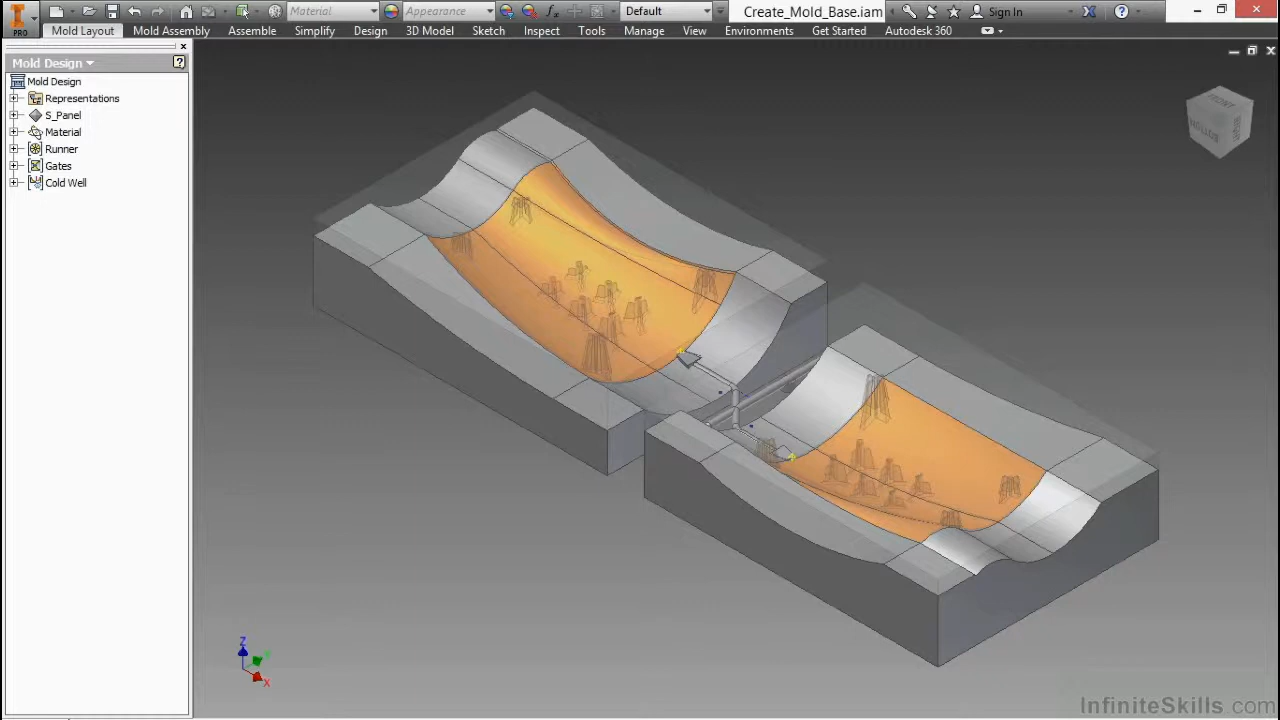 Material
Appearance
Default
Create_Mold_Base.iam
Sign In
PRO
Mold Layout
Mold Assembly
Assemble
Simplify
Design
3D Model
Sketch
Inspect
Tools
Manage
View
Environments
Get Started
Autodesk 360
Mold Design
Mold Design
Representations
S_Panel
Material
Runner
Gates
Cold Well
FRONT
Z
X
InfiniteSkills.com